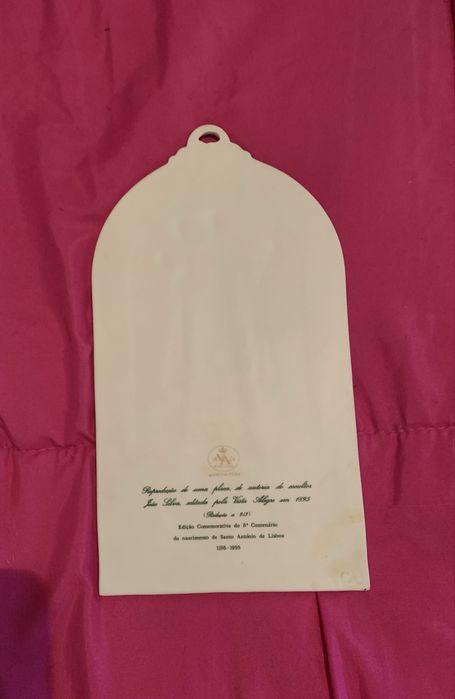 Reprodução de uma placa, de autoria do escultor
João Silva, editada pela Vista Alegre em 1895
Edição Comemorativa do 8º Centenário
do nascimento de Santo António de Lisboa
1195-1995